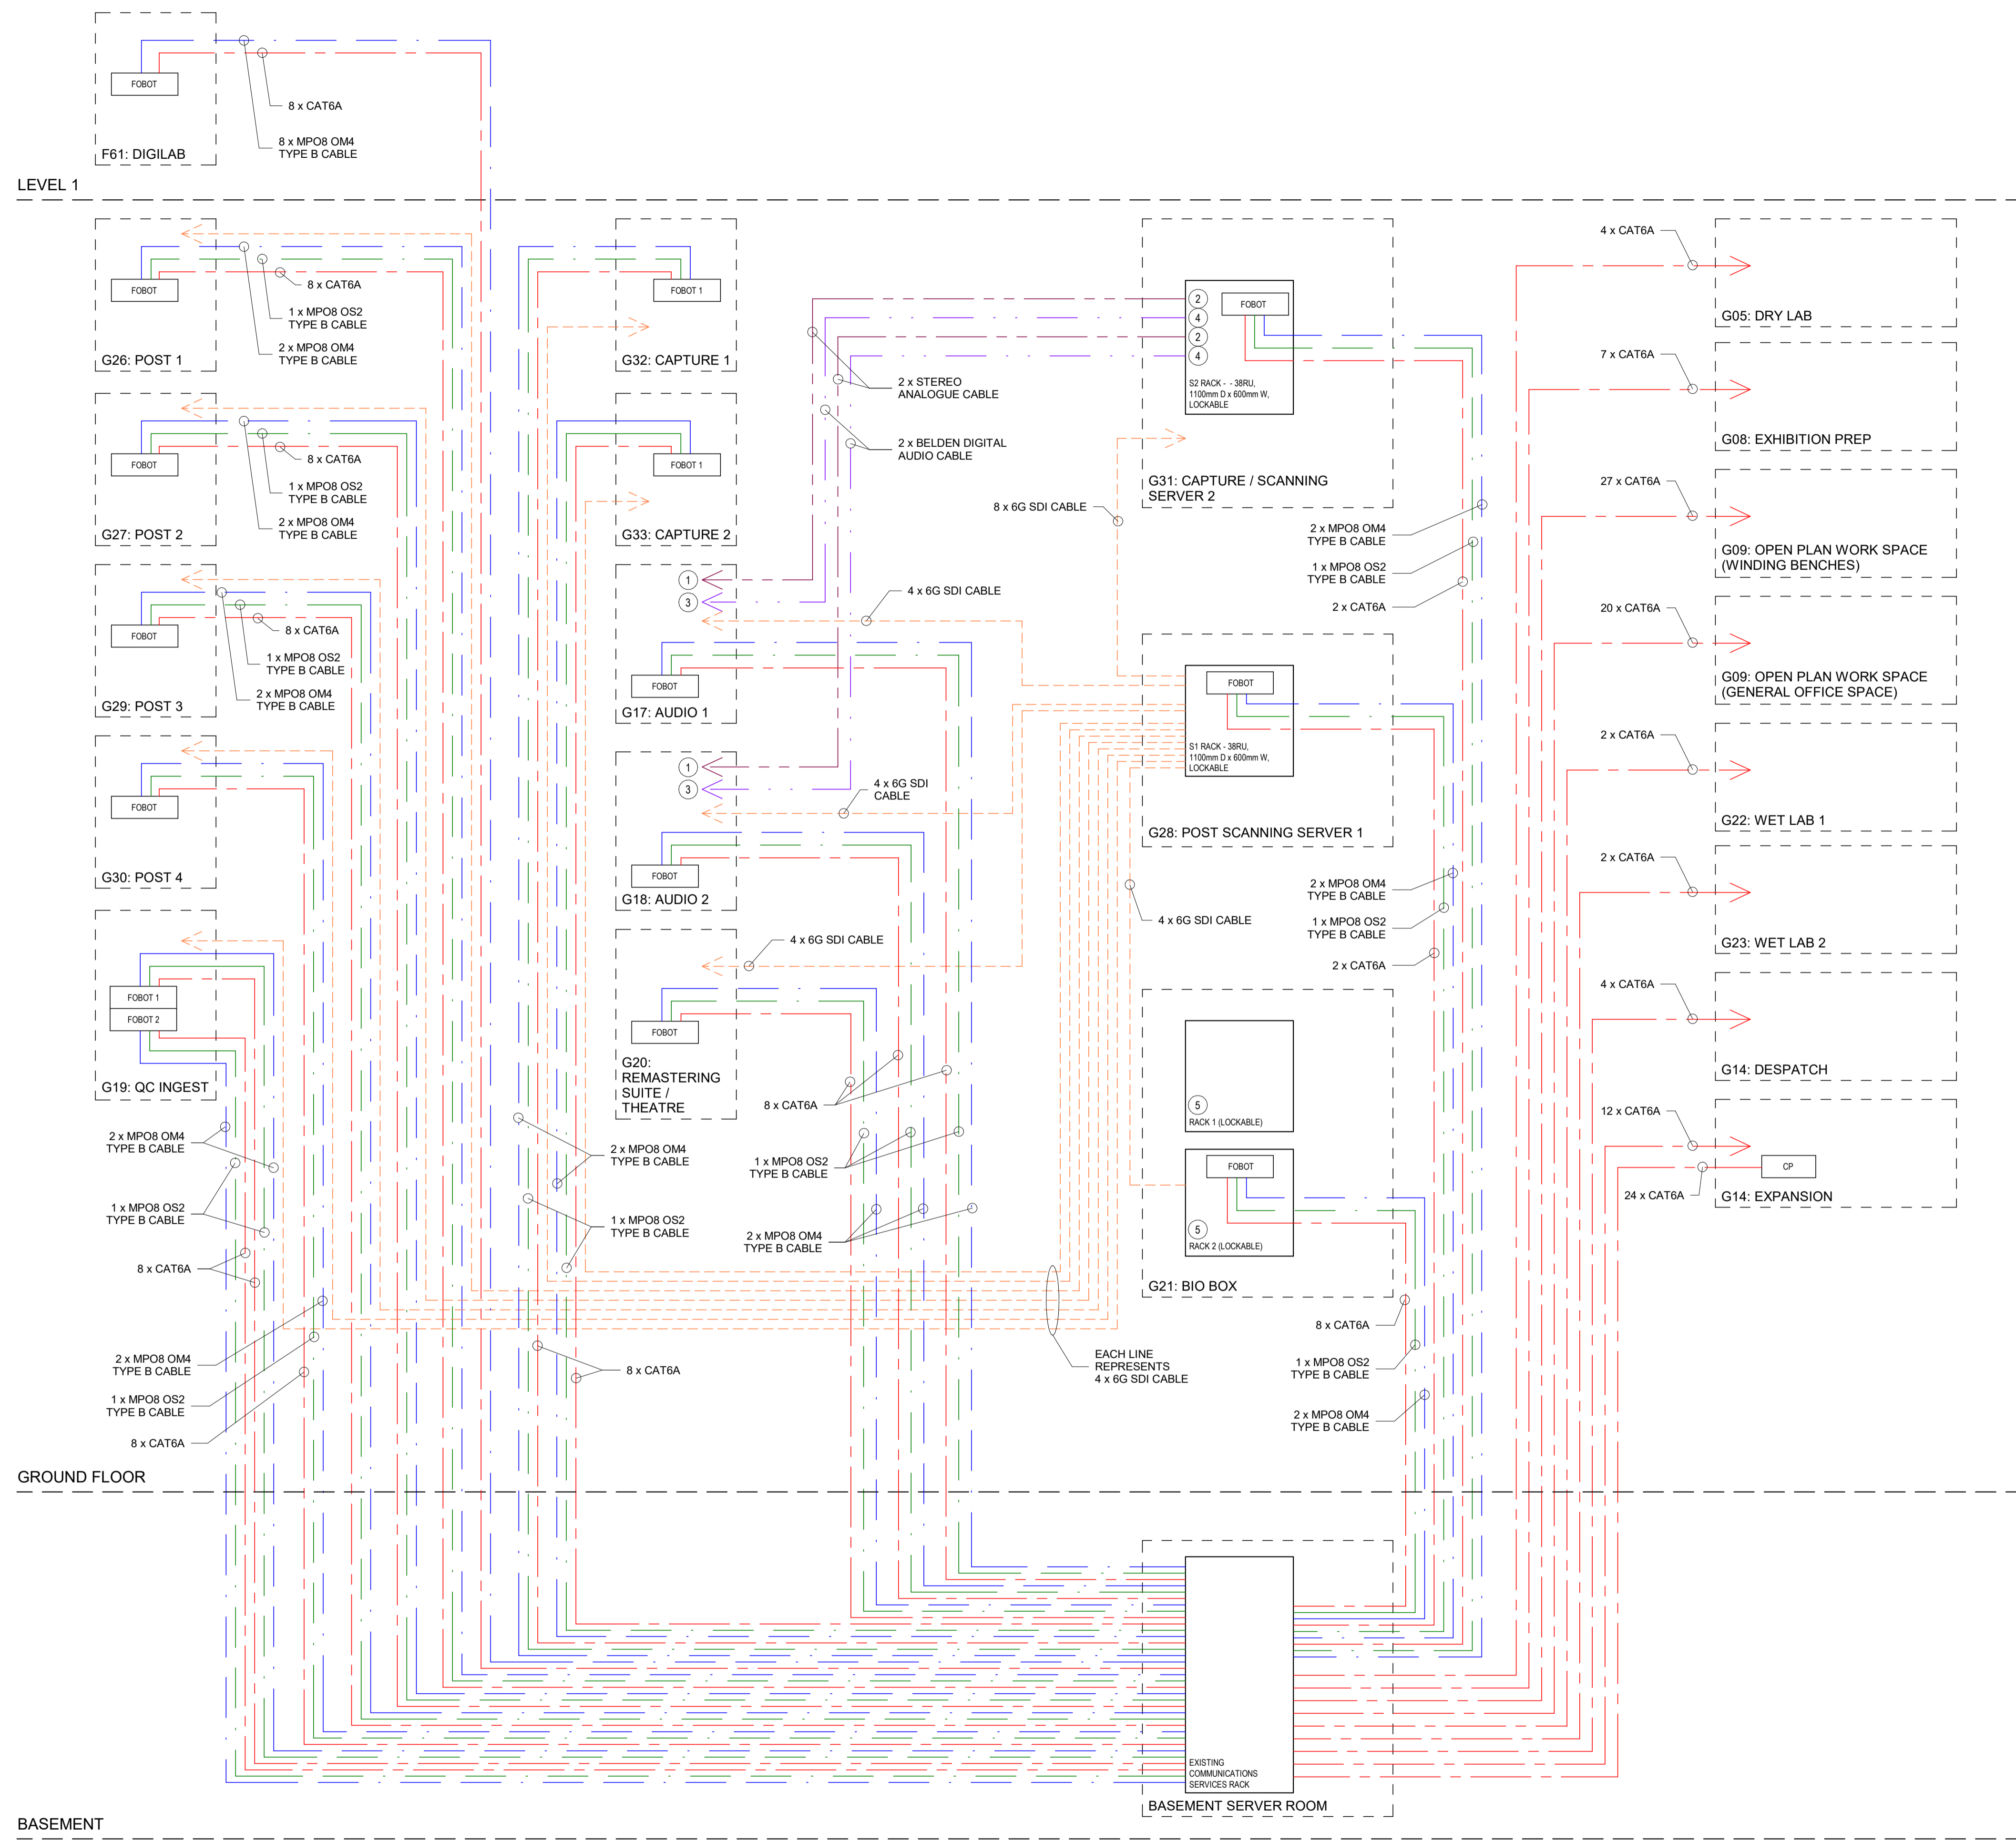 FOBOT
8 x CAT6A
8 x MPO8 OM4
TYPE B CABLE
F61: DIGILAB
LEVEL 1
FOBOT
8 x CAT6A
1 x MPO8 OS2
TYPE B CABLE
2 x MPO8 OM4
TYPE B CABLE
G26: POST 1
FOBOT
8 x CAT6A
1 x MPO8 OS2
TYPE B CABLE
2 x MPO8 OM4
TYPE B CABLE
G27: POST 2
FOBOT
8 x CAT6A
1 x MPO8 OS2
TYPE B CABLE
2 x MPO8 OM4
TYPE B CABLE
G29: POST 3
FOBOT
G30: POST 4
FOBOT 1
FOBOT 2
G19: QC INGEST
2 x MPO8 OM4
TYPE B CABLE
1 x MPO8 OS2
TYPE B CABLE
8 x CAT6A
2 x MPO8 OM4
TYPE B CABLE
1 x MPO8 OS2
TYPE B CABLE
8 x CAT6A
FOBOT 1
G32: CAPTURE 1
FOBOT 1
G33: CAPTURE 2
1
3
FOBOT
G17: AUDIO 1
1
3
FOBOT
G18: AUDIO 2
FOBOT
G20:
REMASTERING
SUITE /
THEATRE
2 x MPO8 OM4
TYPE B CABLE
1 x MPO8 OS2
TYPE B CABLE
8 x CAT6A
2 x STEREO
ANALOGUE CABLE
2 x BELDEN DIGITAL
AUDIO CABLE
4 x 6G SDI CABLE
4 x 6G SDI
CABLE
4 x 6G SDI CABLE
8 x CAT6A
1 x MPO8 OS2
TYPE B CABLE
2 x MPO8 OM4
TYPE B CABLE
EACH LINE
REPRESENTS
4 x 6G SDI CABLE
2
4
2
4
FOBOT
S2 RACK - - 38RU,
1100mm D x 600mm W,
LOCKABLE
G31: CAPTURE / SCANNING
SERVER 2
8 x 6G SDI CABLE
2 x MPO8 OM4
TYPE B CABLE
1 x MPO8 OS2
TYPE B CABLE
2 x CAT6A
FOBOT
S1 RACK - 38RU,
1100mm D x 600mm W,
LOCKABLE
G28: POST SCANNING SERVER 1
4 x 6G SDI CABLE
2 x MPO8 OM4
TYPE B CABLE
1 x MPO8 OS2
TYPE B CABLE
2 x CAT6A
5
RACK 1 (LOCKABLE)
FOBOT
5
RACK 2 (LOCKABLE)
G21: BIO BOX
8 x CAT6A
1 x MPO8 OS2
TYPE B CABLE
2 x MPO8 OM4
TYPE B CABLE
4 x CAT6A
G05: DRY LAB
7 x CAT6A
G08: EXHIBITION PREP
27 x CAT6A
G09: OPEN PLAN WORK SPACE
(WINDING BENCHES)
20 x CAT6A
G09: OPEN PLAN WORK SPACE
(GENERAL OFFICE SPACE)
2 x CAT6A
G22: WET LAB 1
2 x CAT6A
G23: WET LAB 2
4 x CAT6A
G14: DESPATCH
12 x CAT6A
CP
24 x CAT6A
G14: EXPANSION
GROUND FLOOR
EXISTING
COMMUNICATIONS
SERVICES RACK
BASEMENT SERVER ROOM
BASEMENT